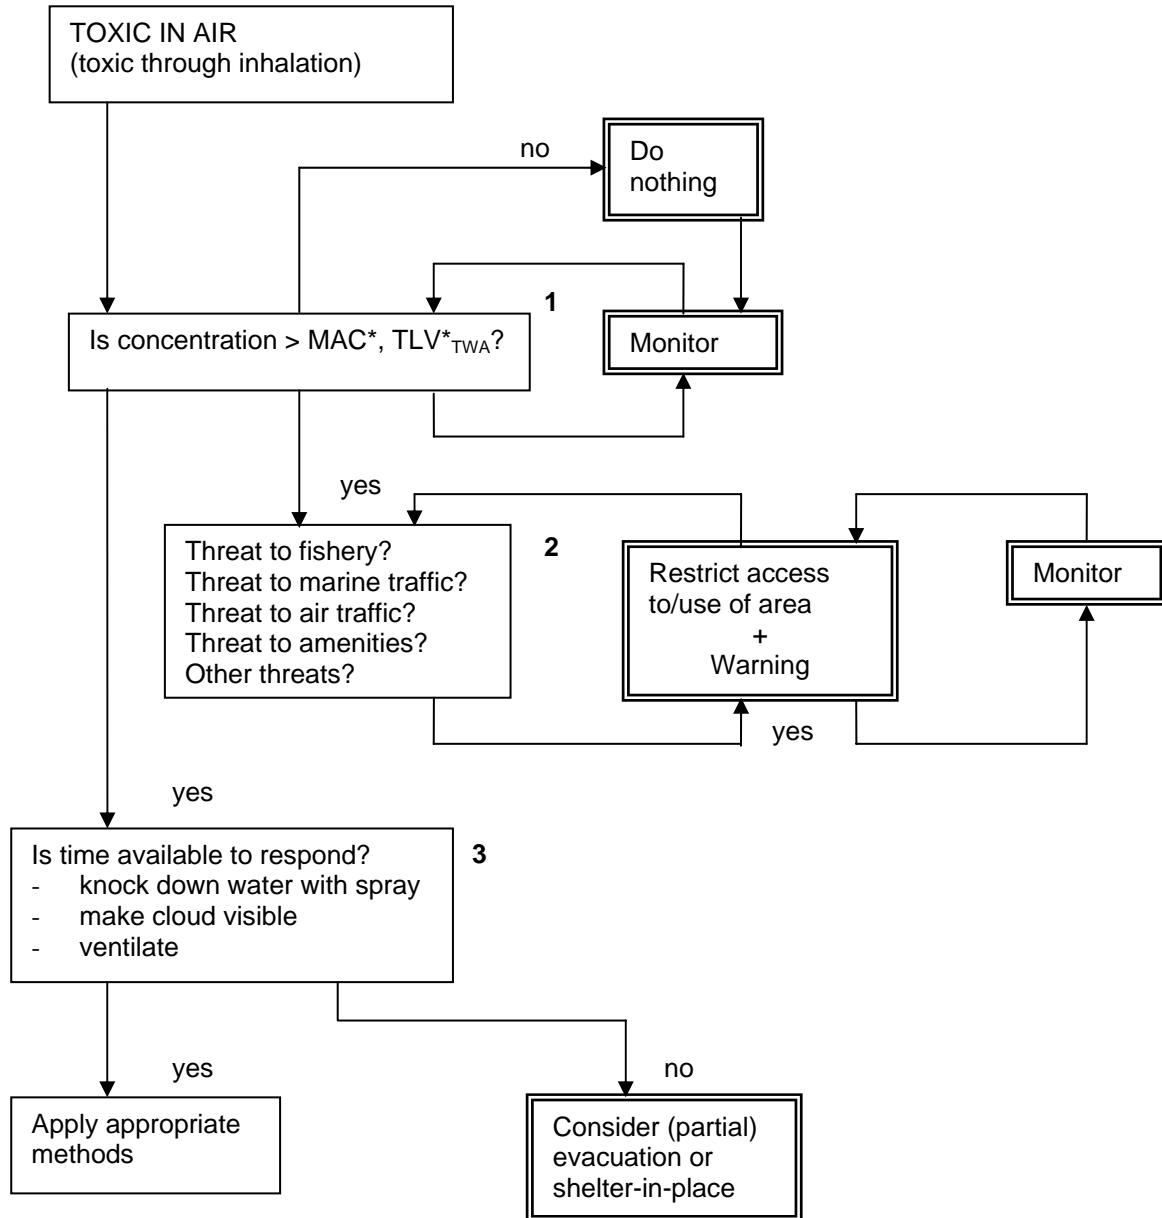 TOXIC IN AIR
(toxic through inhalation)
no
Do
nothing
1
Is concentration > MAC*, TLV*TWA?
Monitor
yes
2
Threat to fishery?
Threat to marine traffic?
Threat to air traffic?
Threat to amenities?
Other threats?
Restrict access
to/use of area
+
Warning
Monitor
yes
yes
3
Is time available to respond?
- knock down water with spray
- make cloud visible
- ventilate
yes
no
Apply appropriate
methods
Consider (partial)
evacuation or
shelter-in-place